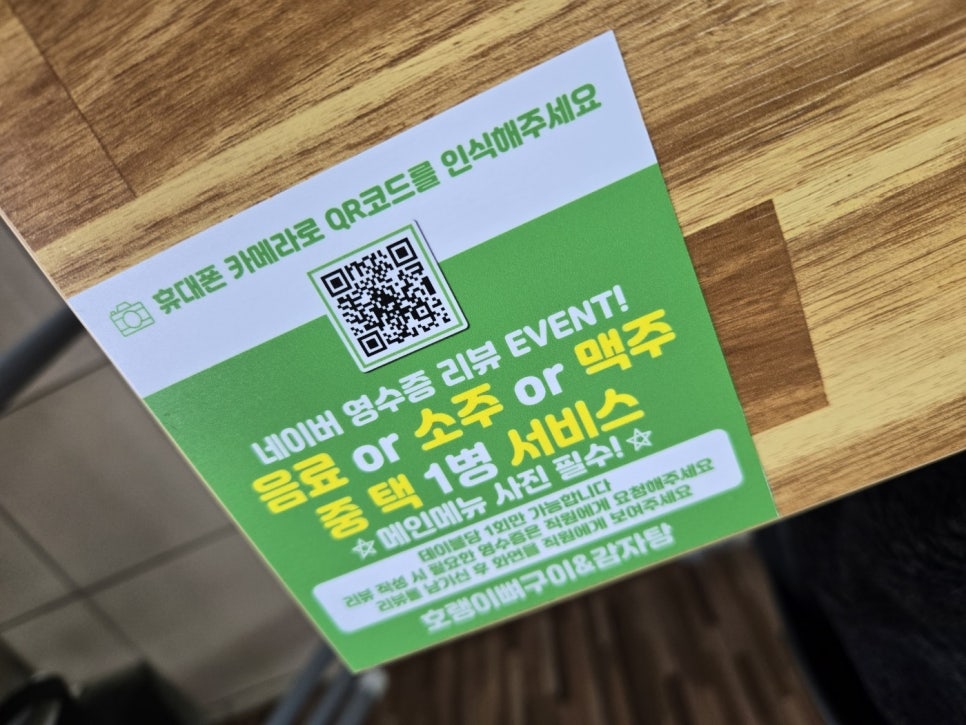 휴대폰 카메라로 QR코드를 인식해주세요
네이버 영수증 리뷰 EVENT!
음료 or 소주 or 맥주
중 택 1병 서비스
☆메인메뉴 사진 필수!☆
테이블당 1회만 가능합니다
리뷰 작성 시 필요한 영수증은 직원에게 요청해주세요
리뷰를 남기신 후 화면을 직원에게 보여주세요
호랭이뼈구이&감자탕